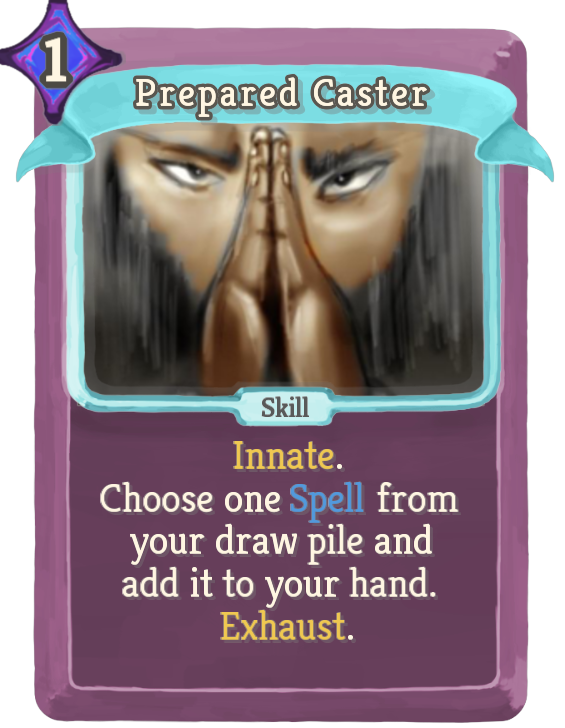 1
Prepared Caster
Skill
Innate.
Choose one Spell from
your draw pile and
add it to your hand.
Exhaust.